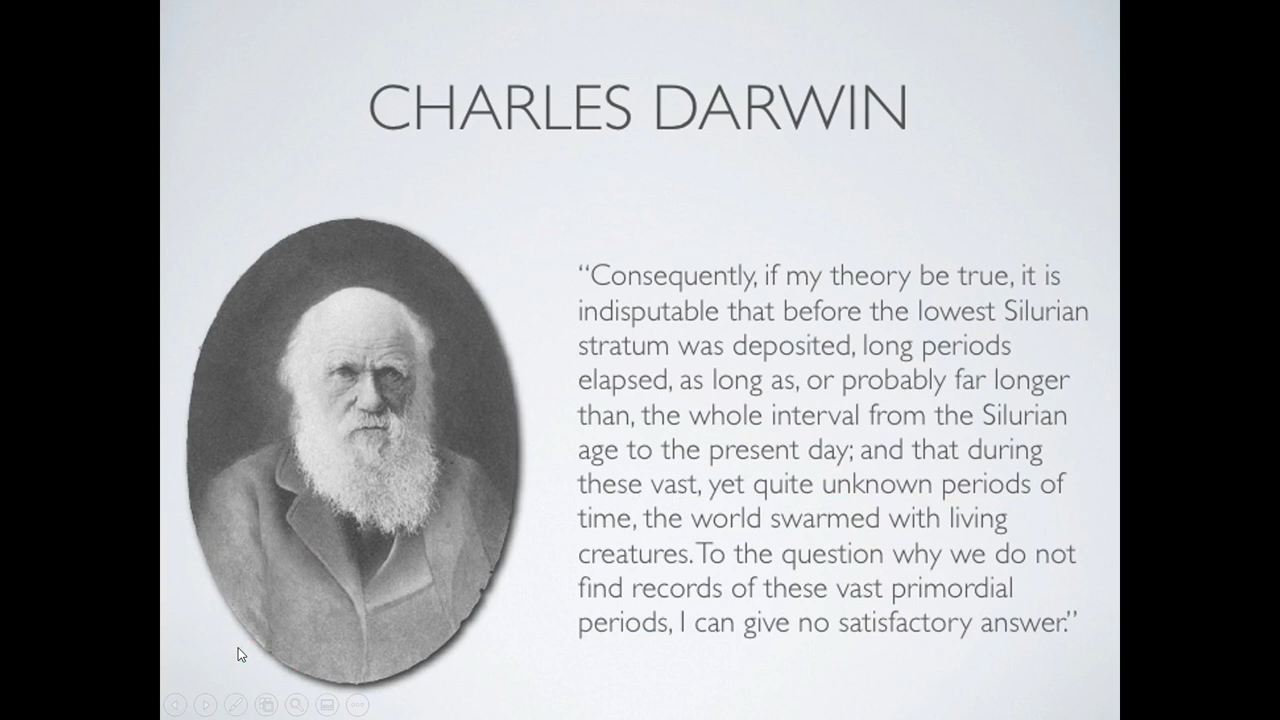 CHARLES DARWIN
“Consequently, if my theory be true, it is
indisputable that before the lowest Silurian
stratum was deposited, long periods
elapsed, as long as, or probably far longer
than, the whole interval from the Silurian
age to the present day; and that during
these vast, yet quite unknown periods of
time, the world swarmed with living
creatures. To the question why we do not
find records of these vast primordial
periods, I can give no satisfactory answer.”